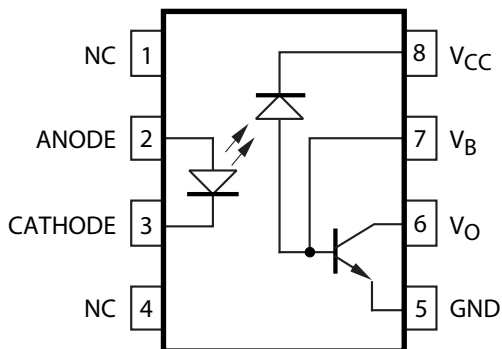 NC 1
ANODE 2
CATHODE 3
NC 4
8 VCC
7 VB
6 VO
5 GND